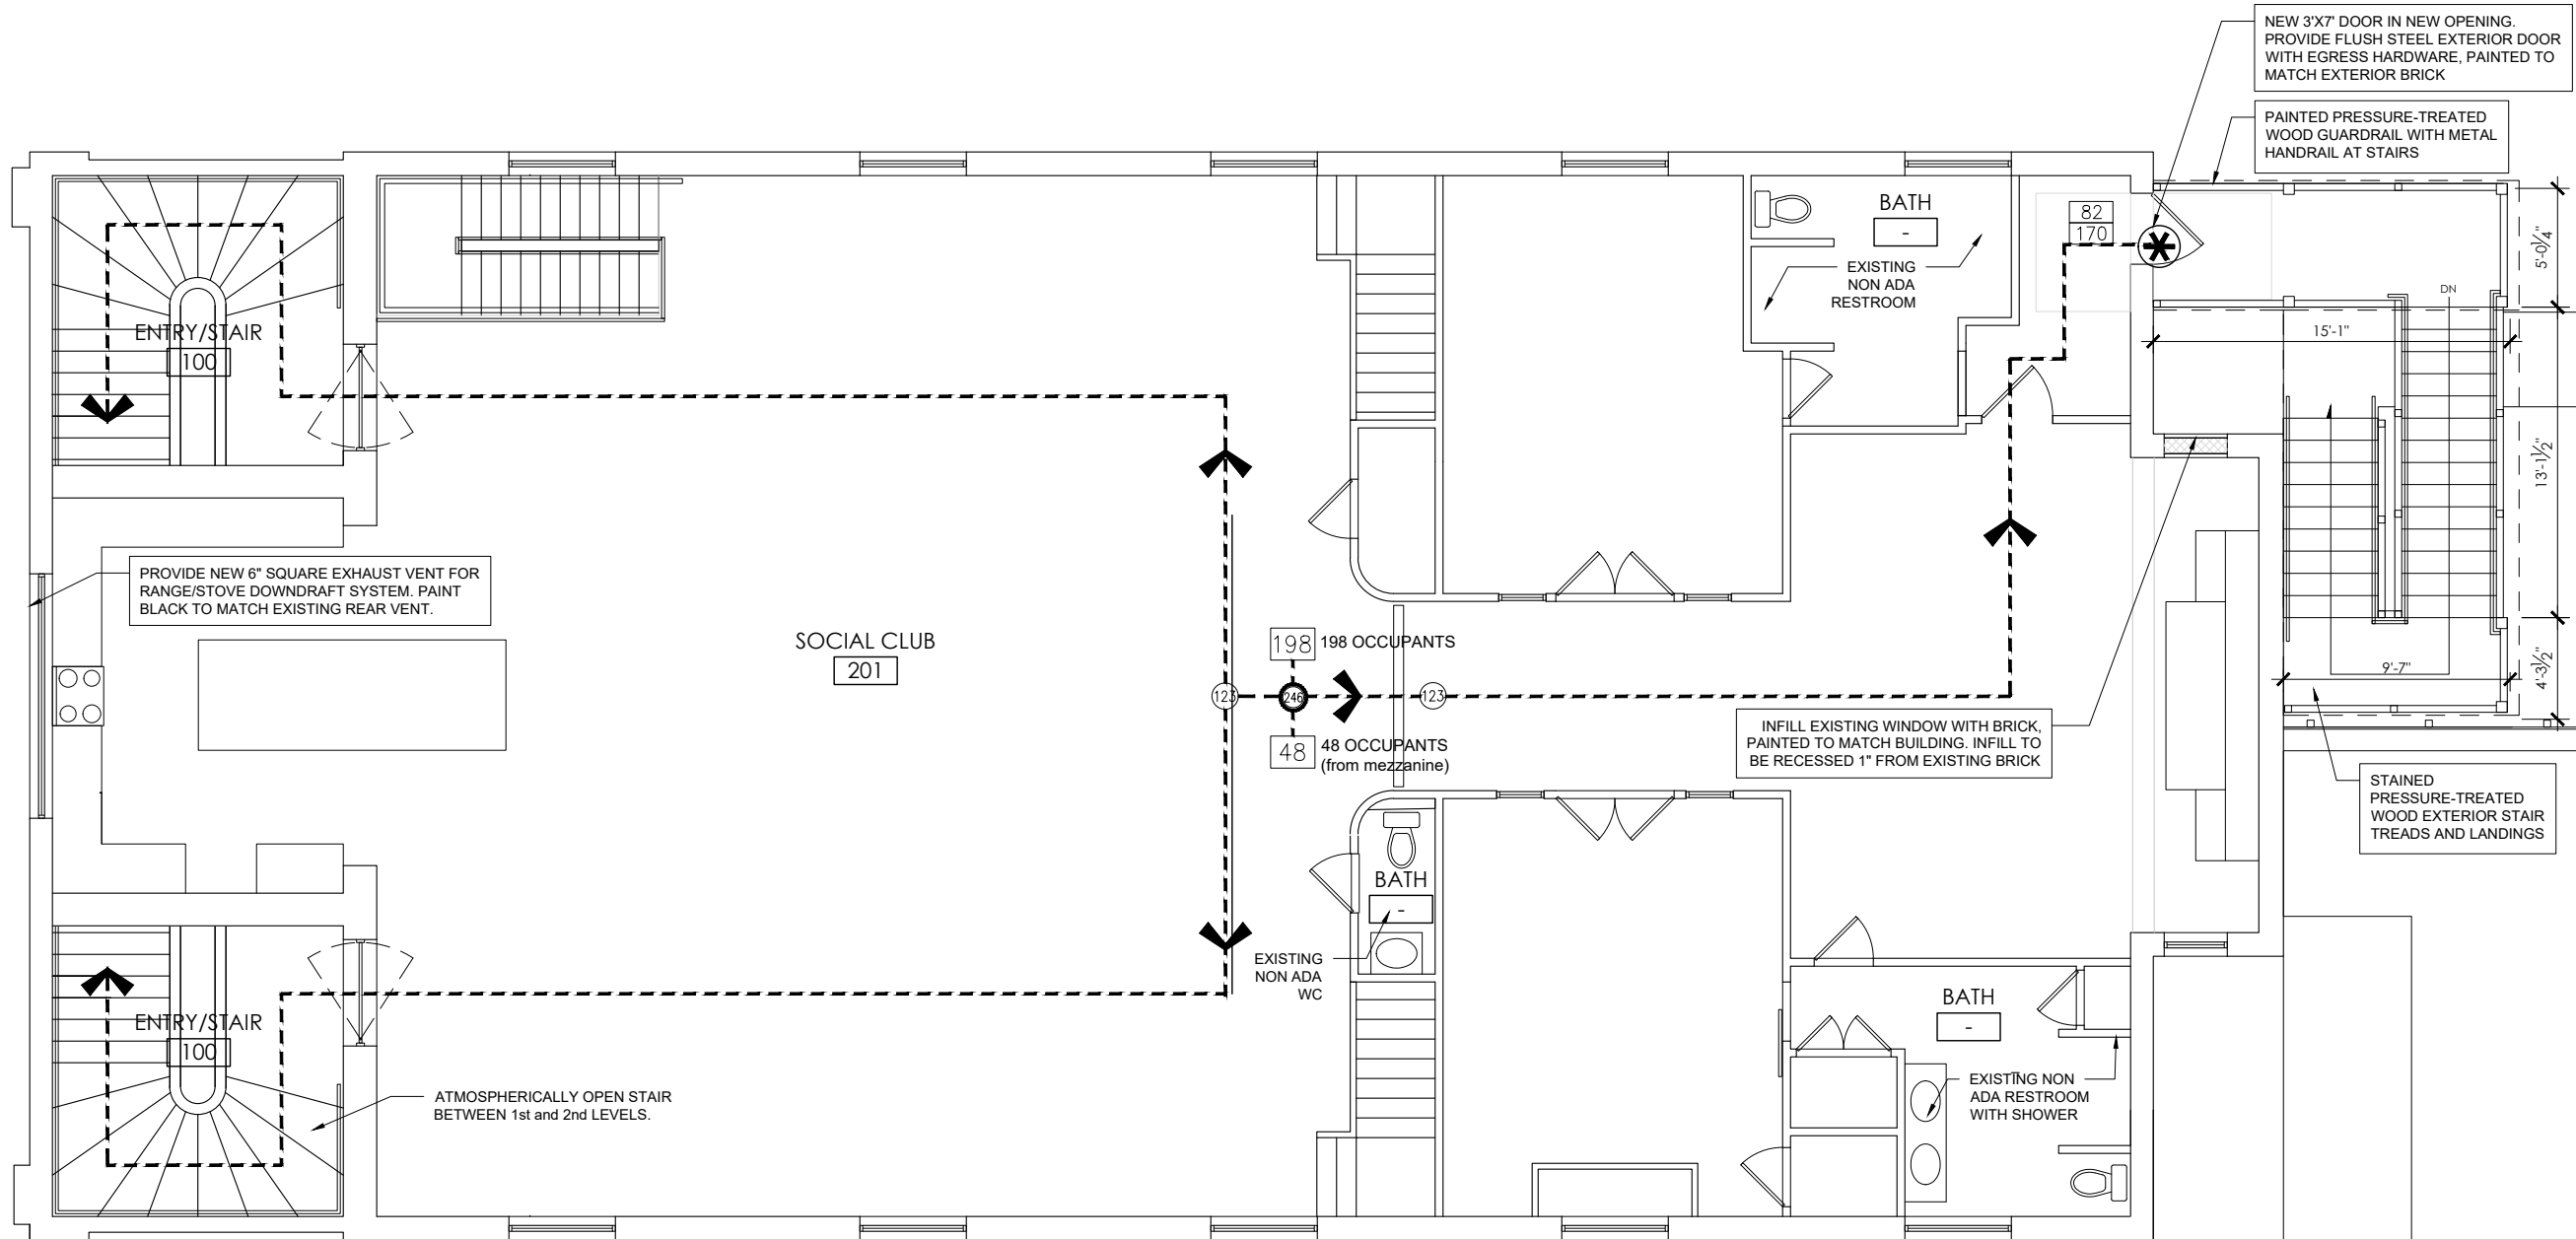 NEW 3'X7' DOOR IN NEW OPENING.
PROVIDE FLUSH STEEL EXTERIOR DOOR
WITH EGRESS HARDWARE, PAINTED TO
MATCH EXTERIOR BRICK
PAINTED PRESSURE-TREATED
WOOD GUARDRAIL WITH METAL
HANDRAIL AT STAIRS
BATH
-
82
170
5'-0¼"
EXISTING
NON ADA
RESTROOM
DN
15'-1"
ENTRY/STAIR
100
13'-1½"
PROVIDE NEW 6" SQUARE EXHAUST VENT FOR
RANGE/STOVE DOWNDRAFT SYSTEM. PAINT
BLACK TO MATCH EXISTING REAR VENT.
SOCIAL CLUB
201
198
198 OCCUPANTS
123
246
123
48
48 OCCUPANTS
(from mezzanine)
9'-7"
4'-3½"
INFILL EXISTING WINDOW WITH BRICK,
PAINTED TO MATCH BUILDING. INFILL TO
BE RECESSED 1" FROM EXISTING BRICK
STAINED
PRESSURE-TREATED
WOOD EXTERIOR STAIR
TREADS AND LANDINGS
BATH
-
EXISTING
NON ADA
WC
ENTRY/STAIR
100
BATH
-
ATMOSPHERICALLY OPEN STAIR
BETWEEN 1st and 2nd LEVELS.
EXISTING NON
ADA RESTROOM
WITH SHOWER